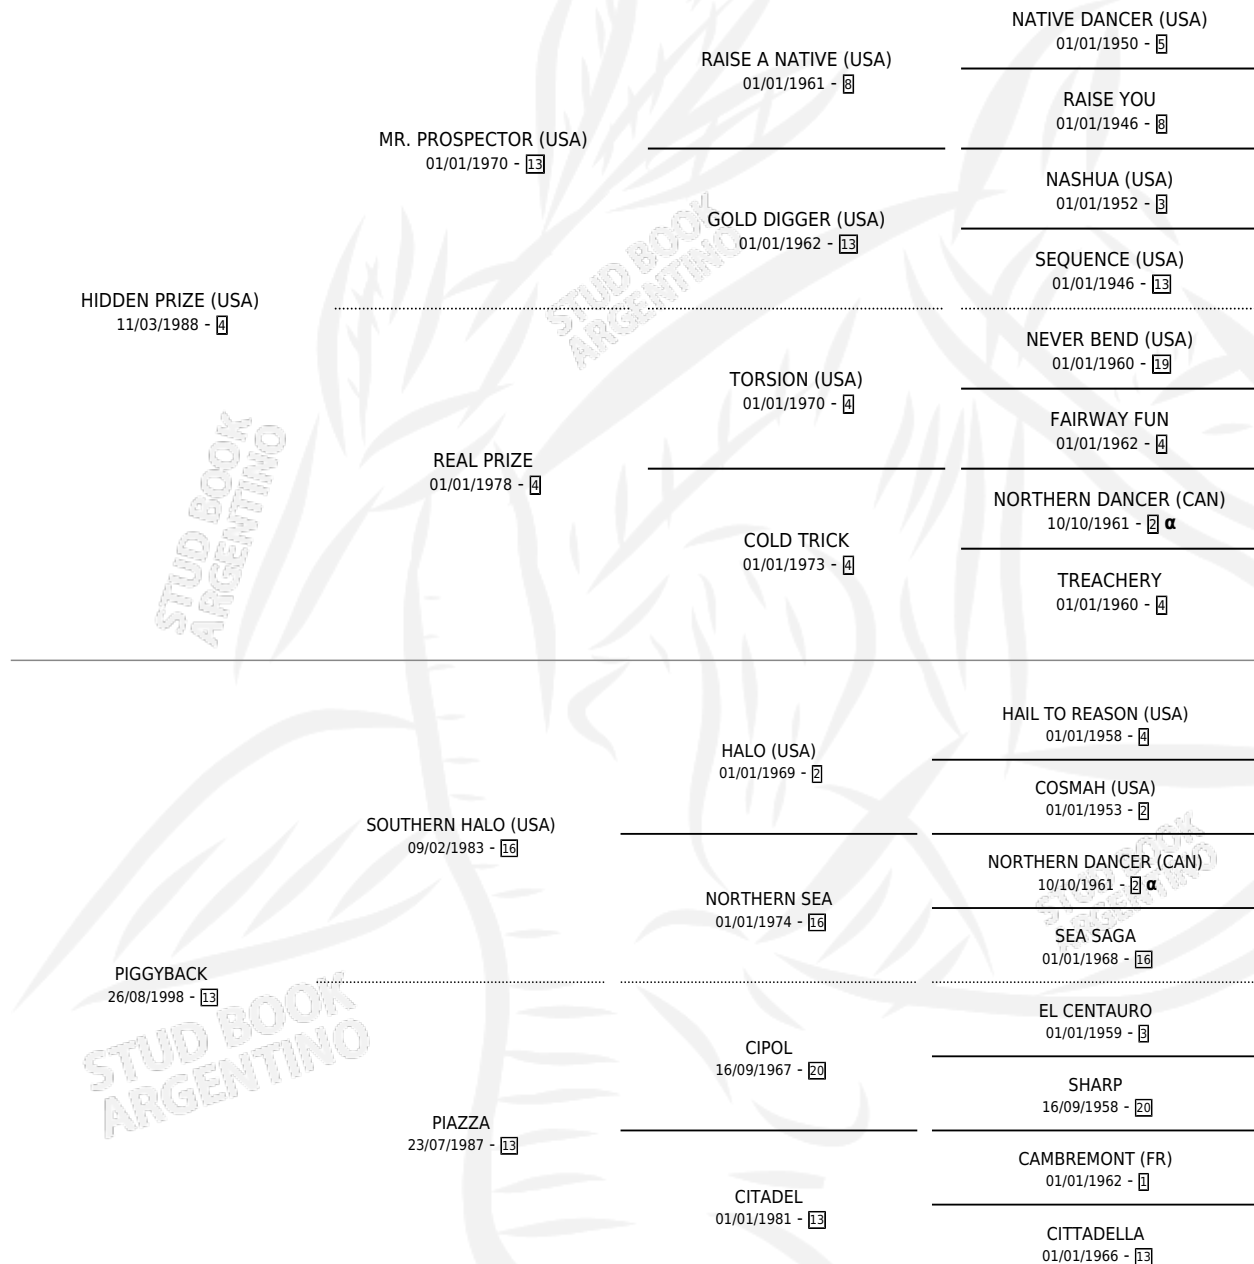 NATIVE DANCER (USA)
01/01/1950 - 5
RAISE A NATIVE (USA)
01/01/1961 - 8
RAISE YOU
01/01/1946 - 8
MR. PROSPECTOR (USA)
01/01/1970 - 13
NASHUA (USA)
01/01/1952 - 3
GOLD DIGGER (USA)
01/01/1962 - 13
SEQUENCE (USA)
01/01/1946 - 13
HIDDEN PRIZE (USA)
11/03/1988 - 4
NEVER BEND (USA)
01/01/1960 - 19
TORSION (USA)
01/01/1970 - 4
FAIRWAY FUN
01/01/1962 - 4
REAL PRIZE
01/01/1978 - 4
NORTHERN DANCER (CAN)
10/10/1961 - 2 α
COLD TRICK
01/01/1973 - 4
TREACHERY
01/01/1960 - 4
HAIL TO REASON (USA)
01/01/1958 - 4
HALO (USA)
01/01/1969 - 2
COSMAH (USA)
01/01/1953 - 2
SOUTHERN HALO (USA)
09/02/1983 - 16
NORTHERN DANCER (CAN)
10/10/1961 - 2 α
NORTHERN SEA
01/01/1974 - 16
SEA SAGA
01/01/1968 - 16
PIGGYBACK
26/08/1998 - 13
EL CENTAURO
01/01/1959 - 3
CIPOL
16/09/1967 - 20
SHARP
16/09/1958 - 20
PIAZZA
23/07/1987 - 13
CAMBREMONT (FR)
01/01/1962 - 1
CITADEL
01/01/1981 - 13
CITTADELLA
01/01/1966 - 13
STUD BOOK
ARGENTINO
STUD BOOK
ARGENTINO
STUD BOOK
ARGENTINO
STUD BOOK
ARGENTINO